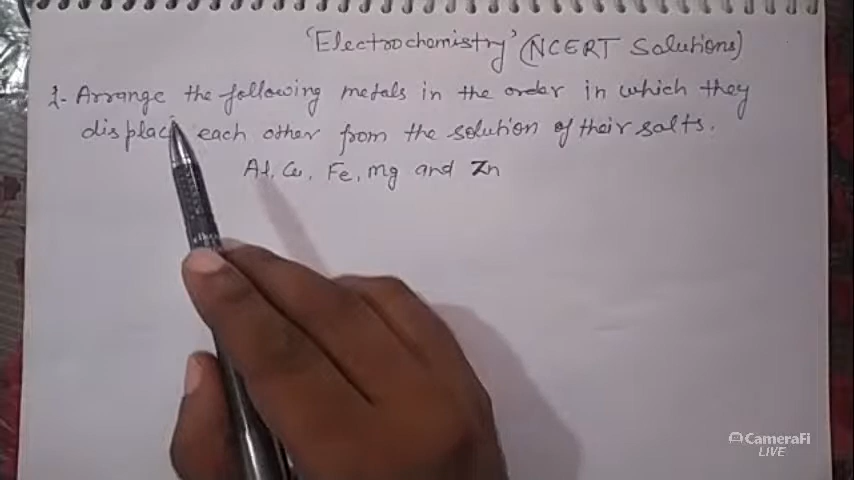 'Electrochemistry' (NCERT Solutions)
1- Arrange the following metals in the order in which they
displac each other from the solution of their salts.
Al, Cu, Fe, Mg and Zn
CameraFi
LIVE